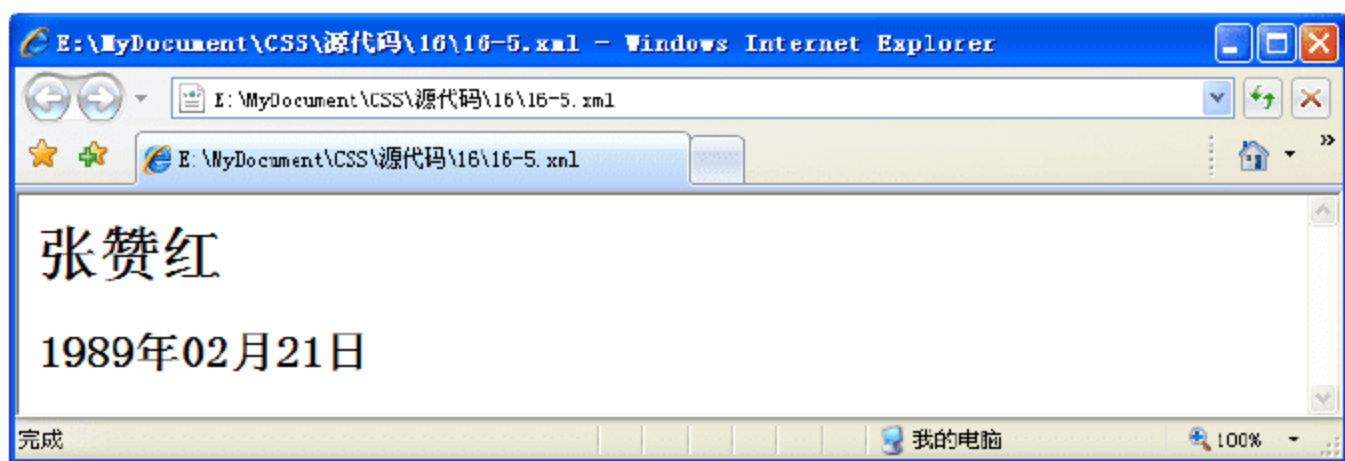 E:\MyDocument\CSS\源代码\16\16-5.xml - Windows Internet Explorer
E:\MyDocument\CSS\源代码\16\16-5.xml
E:\MyDocument\CSS\源代码\16\16-5.xml
张赞红
1989年02月21日
完成 我的电脑 100%